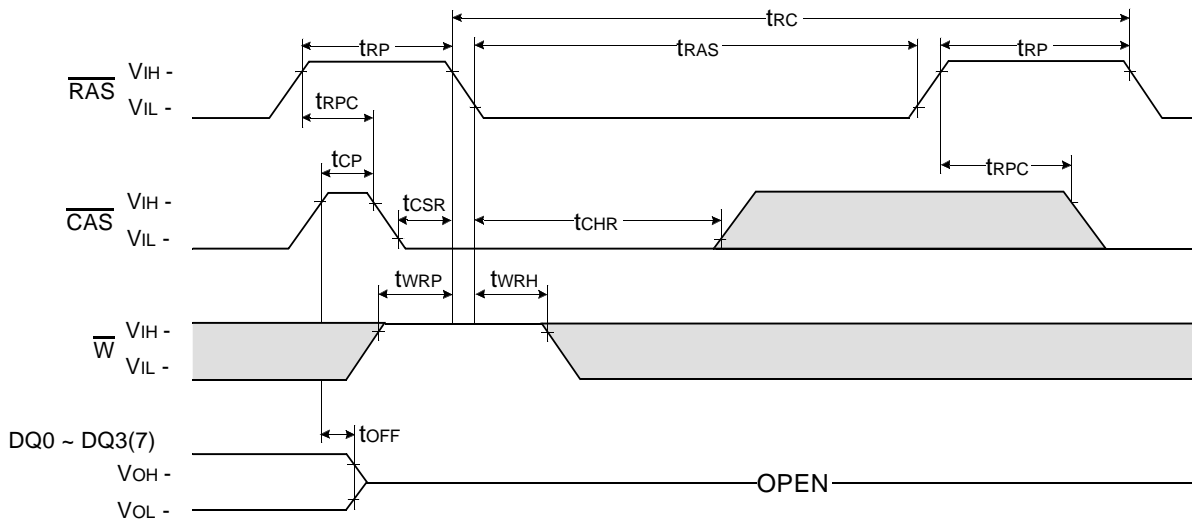 tRC
tRP
tRAS
tRP
RAS
VIH -
VIL -
tRPC
tCP
tRPC
CAS
VIH -
VIL -
tCSR
tCHR
tWRP
tWRH
W
VIH -
VIL -
tOFF
DQ0 ~ DQ3(7)
VOH -
VOL -
OPEN